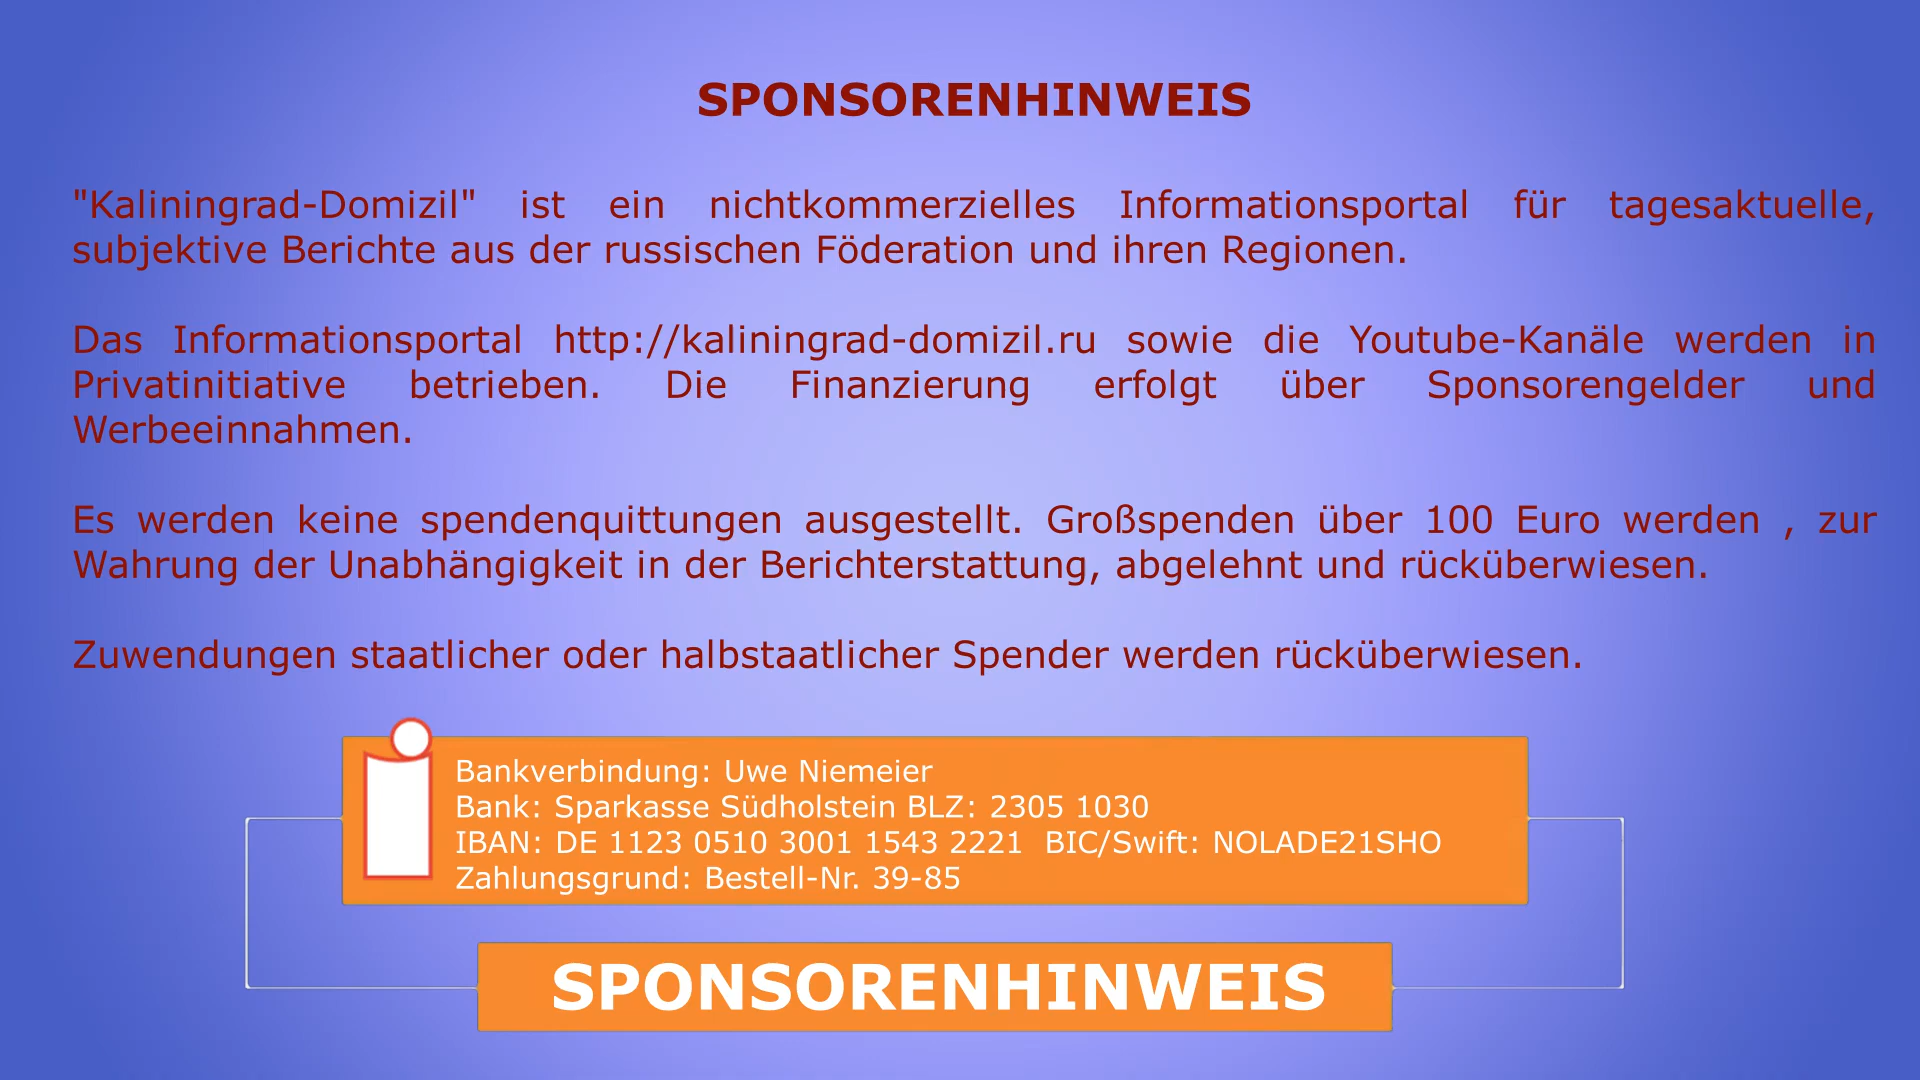 SPONSORENHINWEIS
"Kaliningrad-Domizil" ist ein nichtkommerzielles Informationsportal für tagesaktuelle,
subjektive Berichte aus der russischen Föderation und ihren Regionen.
Das Informationsportal http://kaliningrad-domizil.ru sowie die Youtube-Kanäle werden in
Privatinitiative betrieben. Die Finanzierung erfolgt über Sponsorengelder und
Werbeeinnahmen.
Es werden keine spendenquittungen ausgestellt. Großspenden über 100 Euro werden , zur
Wahrung der Unabhängigkeit in der Berichterstattung, abgelehnt und rücküberwiesen.
Zuwendungen staatlicher oder halbstaatlicher Spender werden rücküberwiesen.
Bankverbindung: Uwe Niemeier
Bank: Sparkasse Südholstein BLZ: 2305 1030
IBAN: DE 1123 0510 3001 1543 2221 BIC/Swift: NOLADE21SHO
Zahlungsgrund: Bestell-Nr. 39-85
SPONSORENHINWEIS